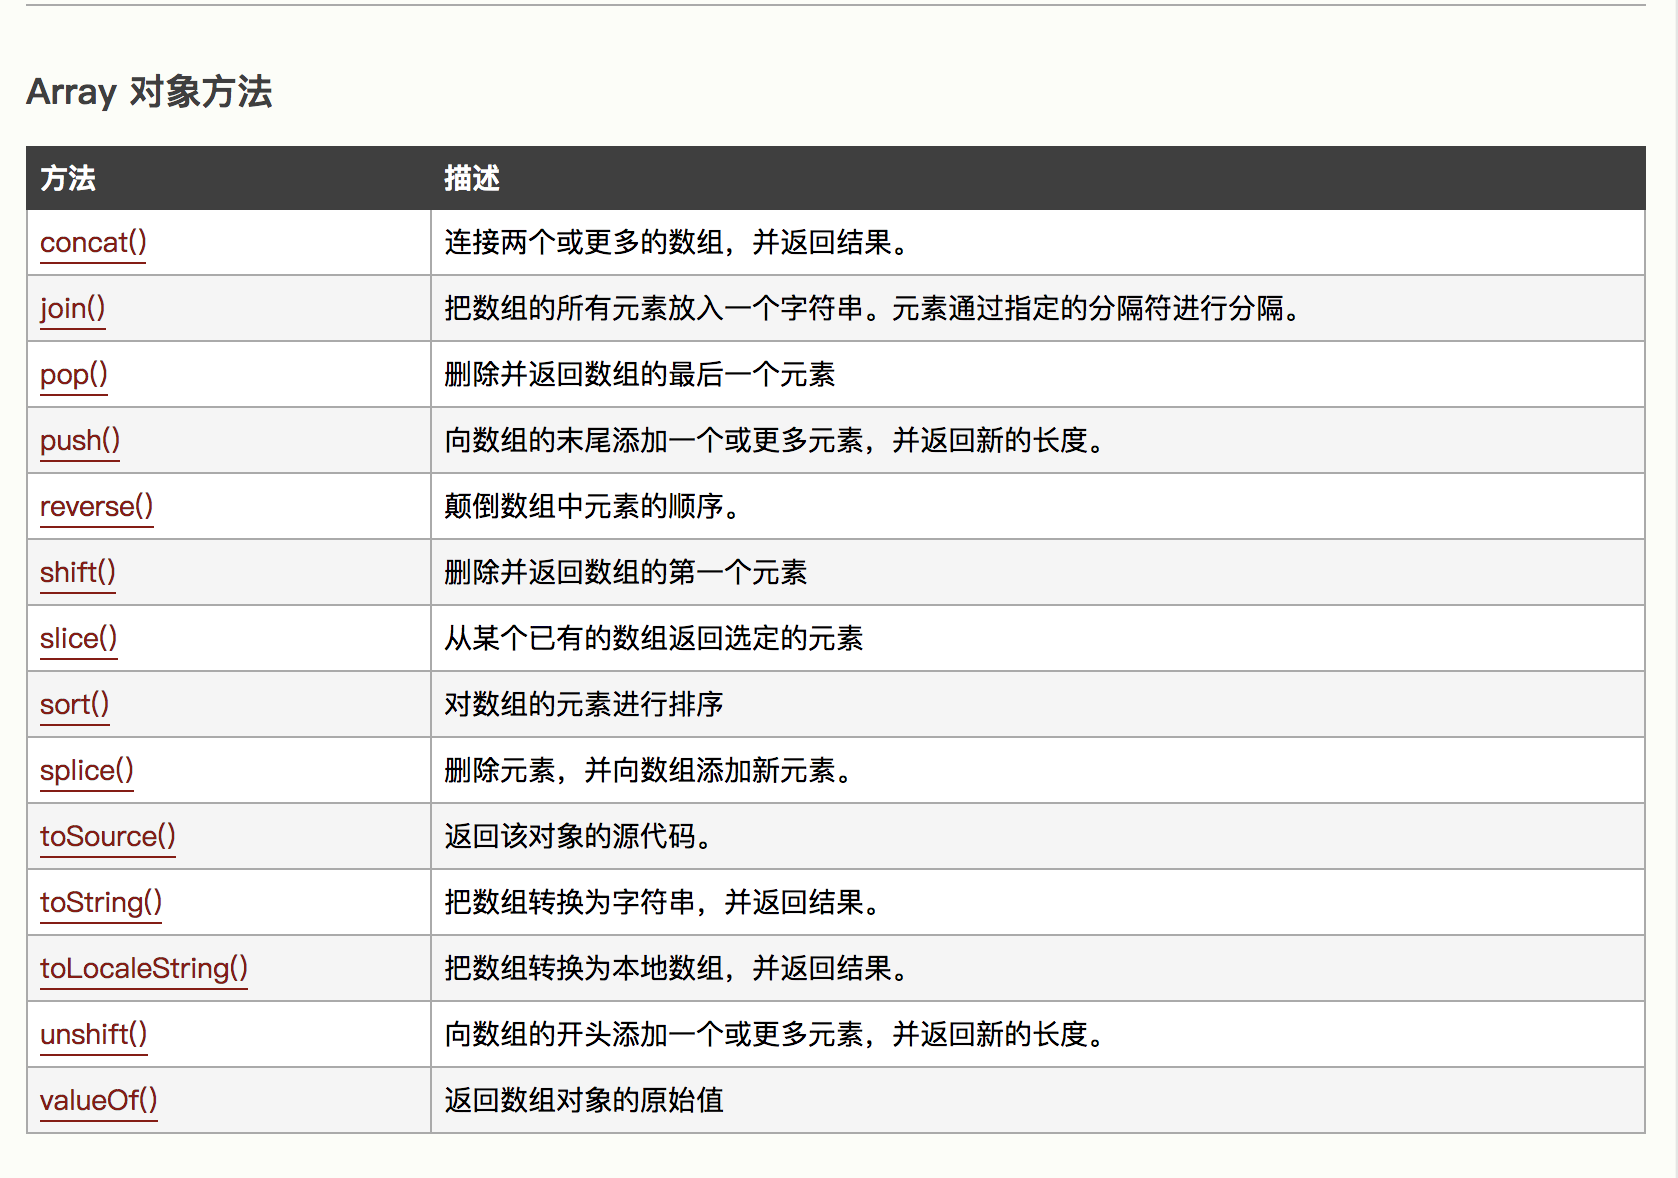 Array 对象方法
方法 描述
concat() 连接两个或更多的数组，并返回结果。
join() 把数组的所有元素放入一个字符串。元素通过指定的分隔符进行分隔。
pop() 删除并返回数组的最后一个元素
push() 向数组的末尾添加一个或更多元素，并返回新的长度。
reverse() 颠倒数组中元素的顺序。
shift() 删除并返回数组的第一个元素
slice() 从某个已有的数组返回选定的元素
sort() 对数组的元素进行排序
splice() 删除元素，并向数组添加新元素。
toSource() 返回该对象的源代码。
toString() 把数组转换为字符串，并返回结果。
toLocaleString() 把数组转换为本地数组，并返回结果。
unshift() 向数组的开头添加一个或更多元素，并返回新的长度。
valueOf() 返回数组对象的原始值